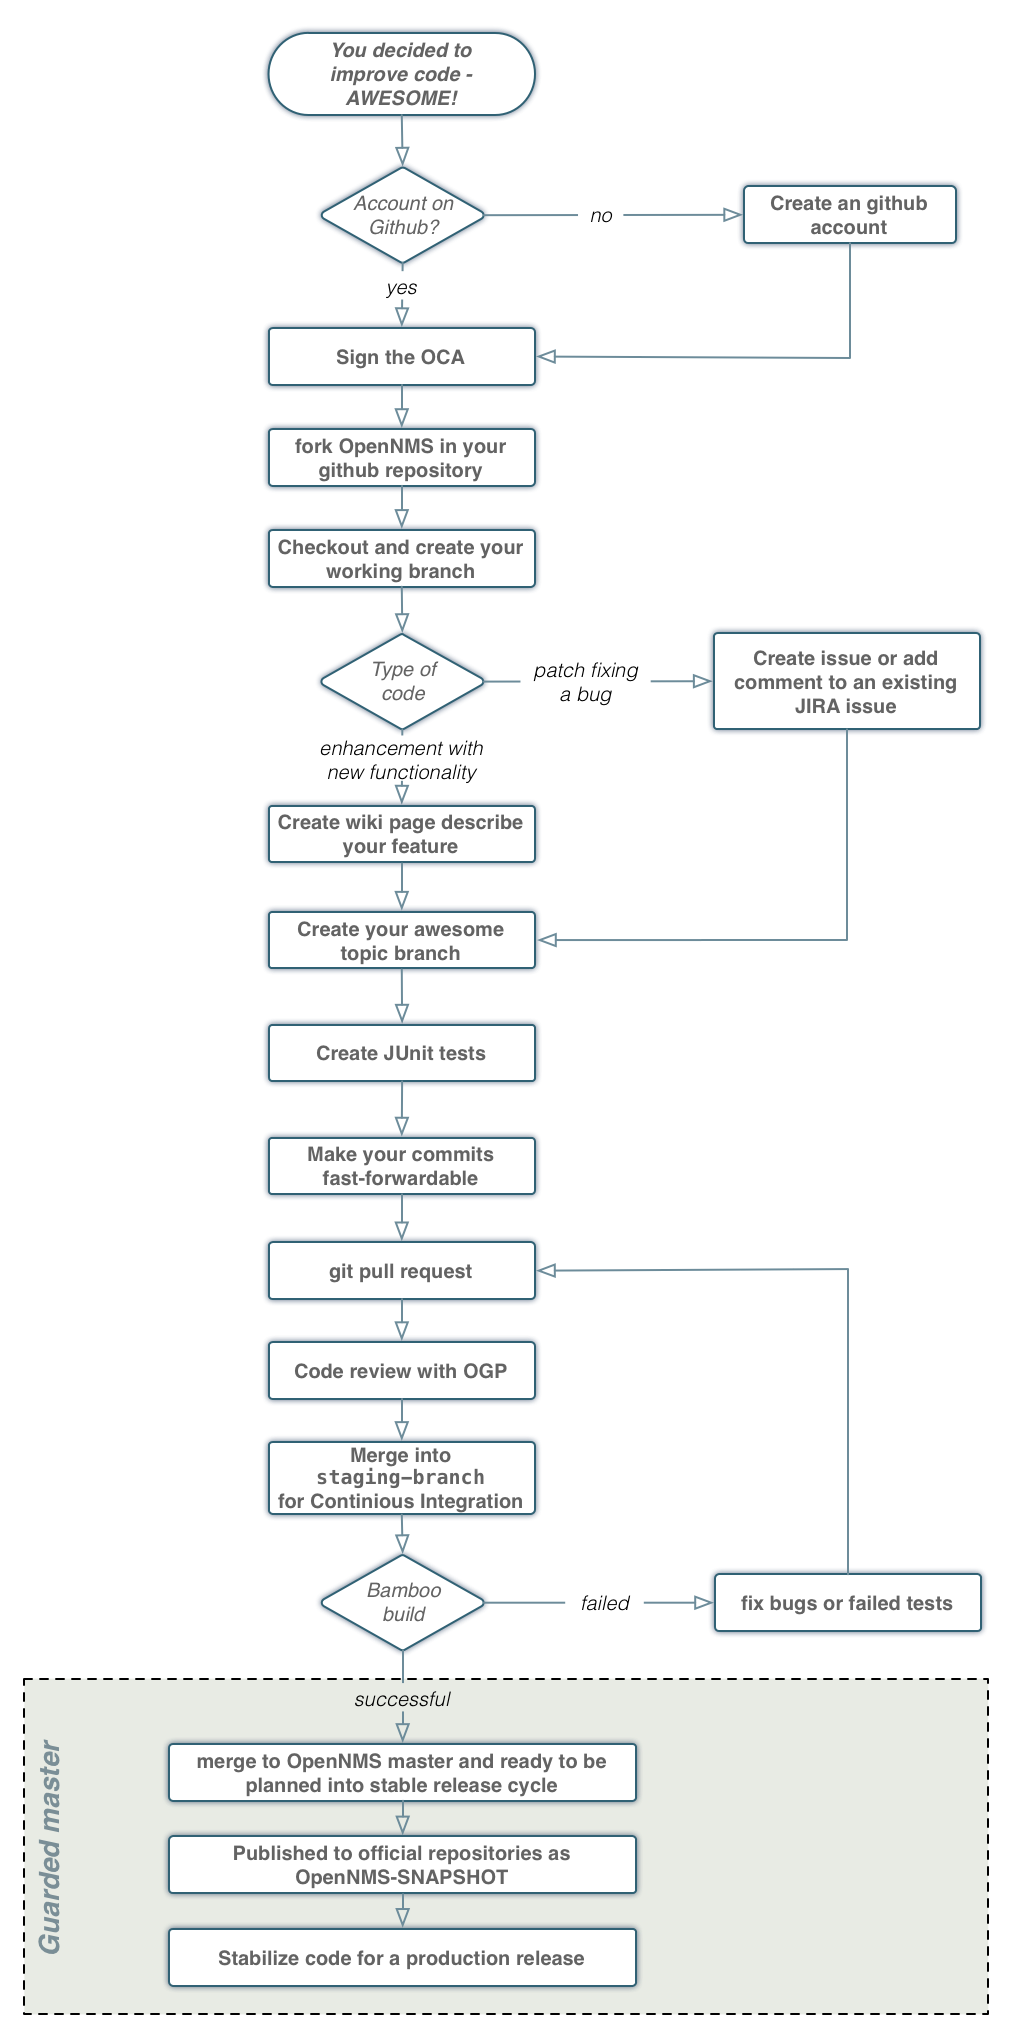 You decided to
improve code -
AWESOME!
Account on
Github?
no
Create an github
account
yes
Sign the OCA
fork OpenNMS in your
github repository
Checkout and create your
working branch
Type of
code
patch fixing
a bug
Create issue or add
comment to an existing
JIRA issue
enhancement with
new functionality
Create wiki page describe
your feature
Create your awesome
topic branch
Create JUnit tests
Make your commits
fast-forwardable
git pull request
Code review with OGP
Merge into
staging-branch
for Continious Integration
Bamboo
build
failed
fix bugs or failed tests
successful
Guarded master
merge to OpenNMS master and ready to be
planned into stable release cycle
Published to official repositories as
OpenNMS-SNAPSHOT
Stabilize code for a production release